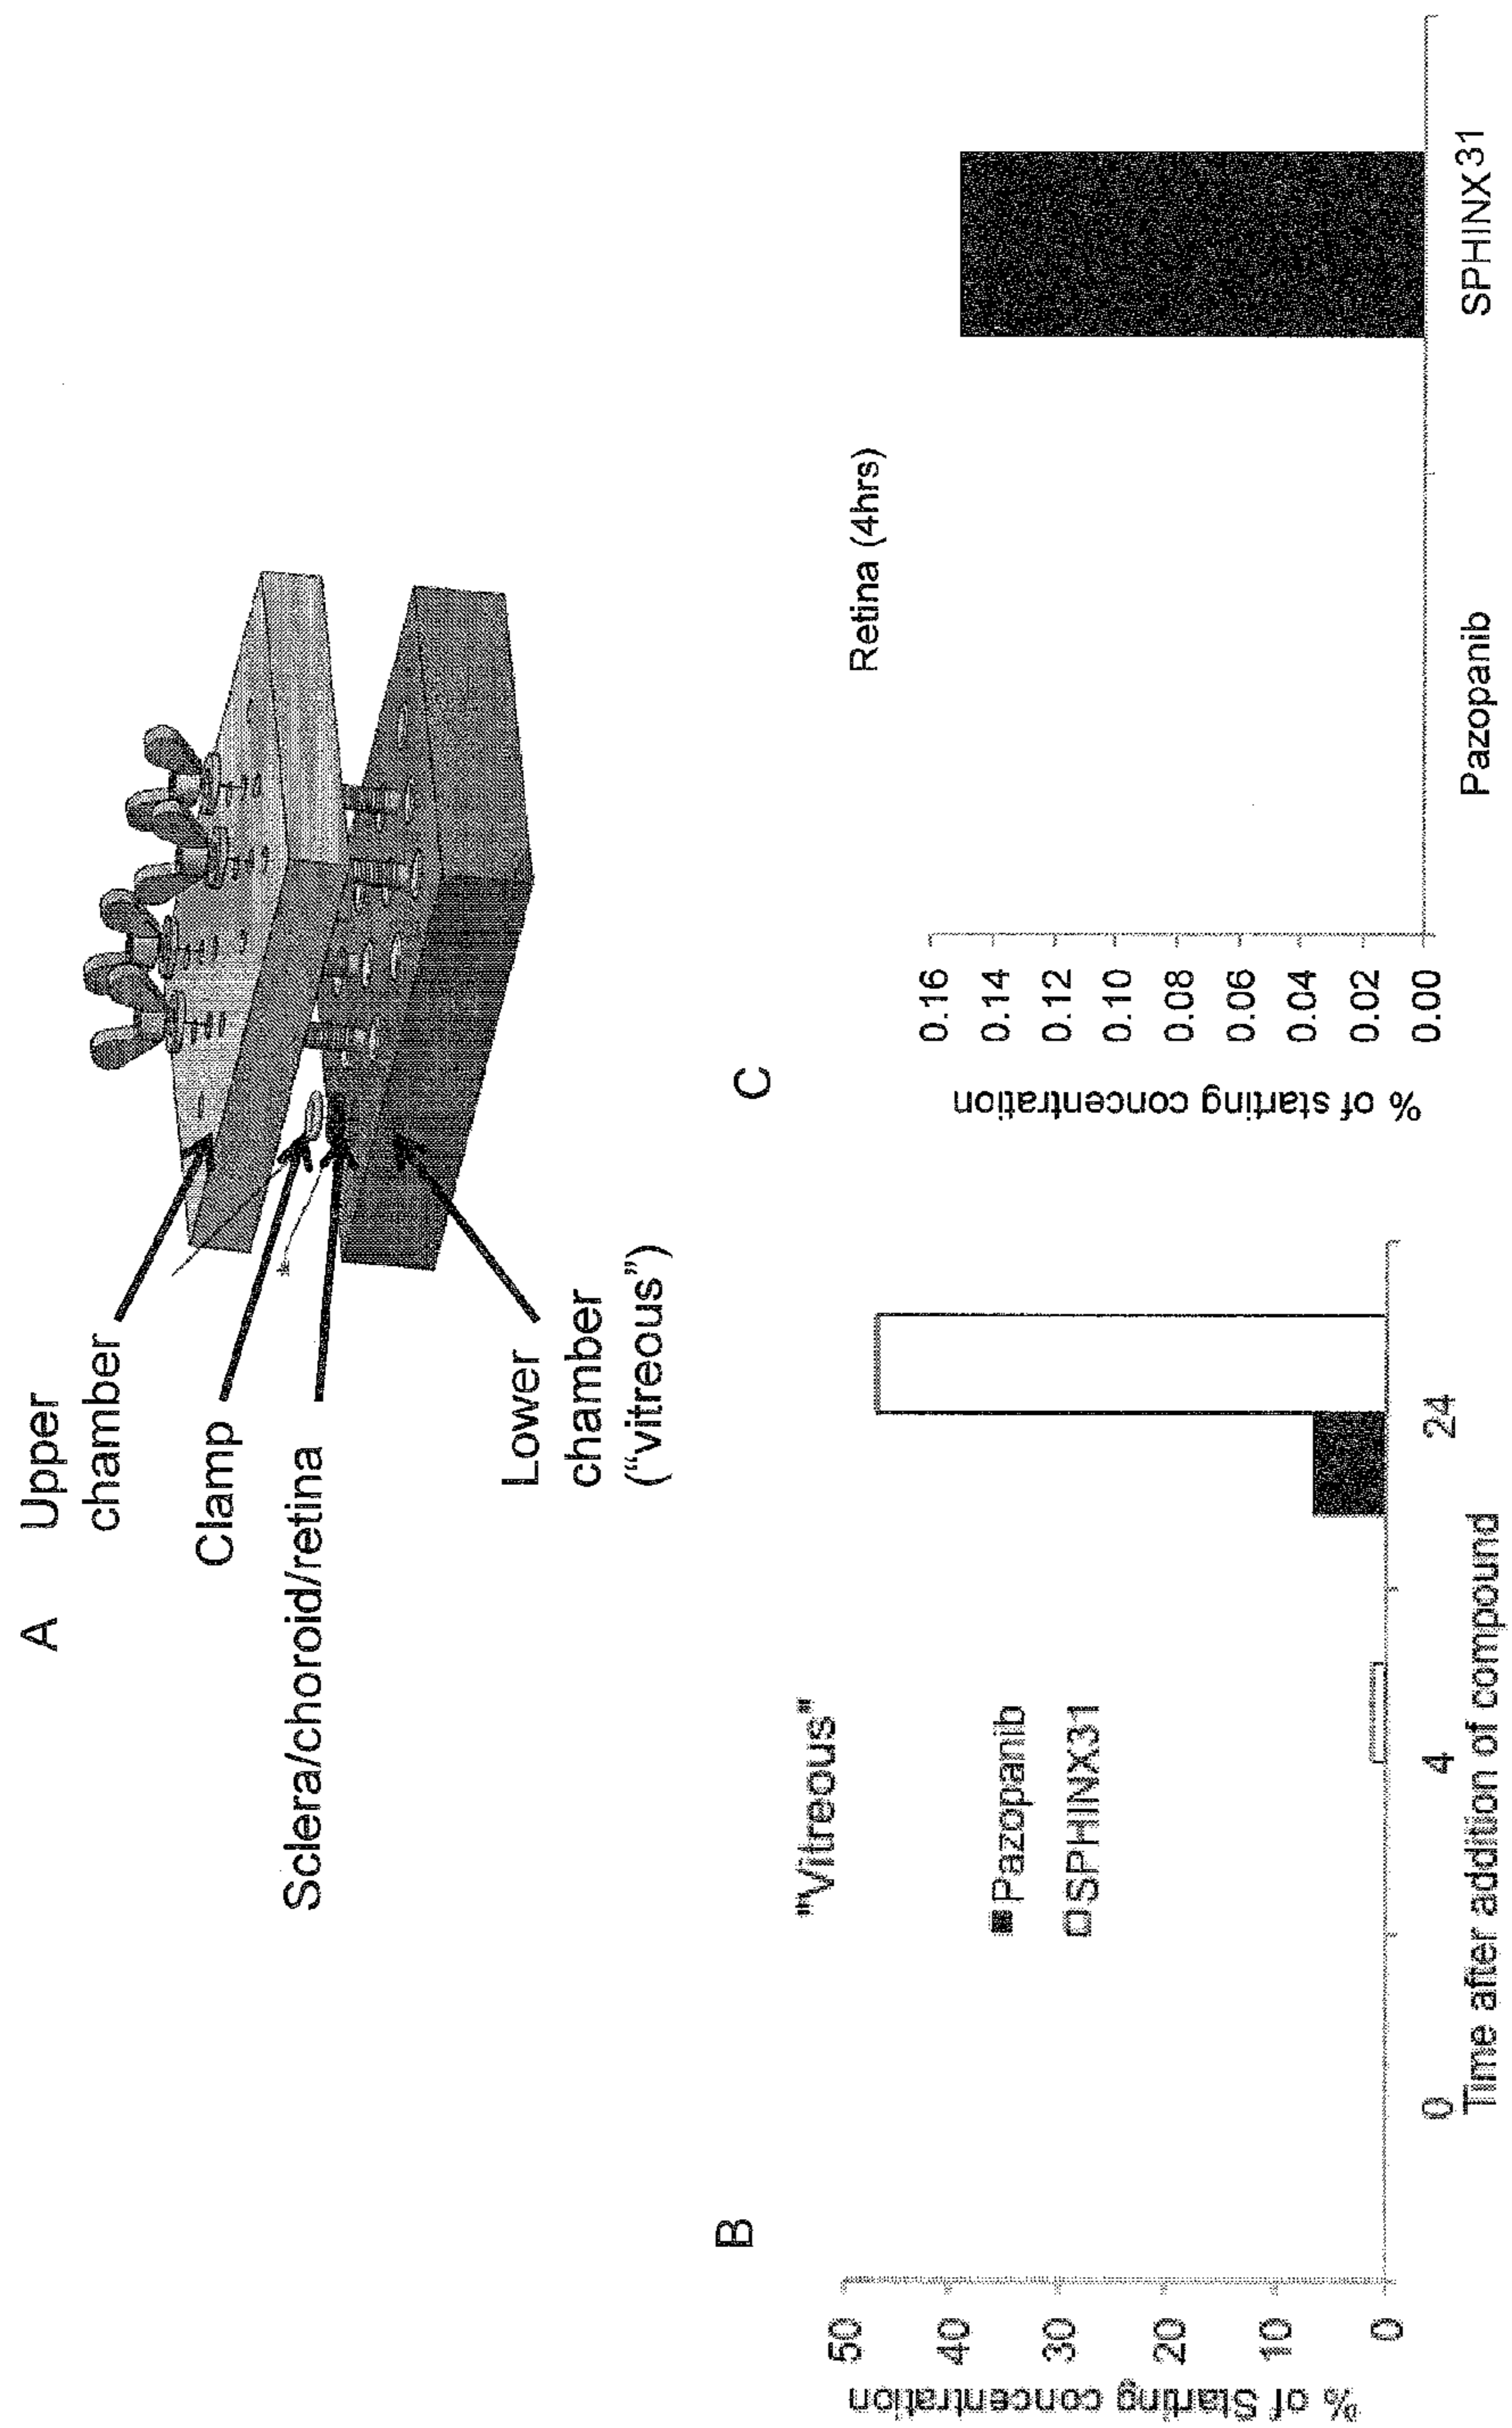 A
Upper
chamber
Clamp
Sclera/choroid/retina
Lower
chamber
("vitreous")
B
"Vitreous"
■Pazopanib
□SPHINX31
% of Starting concentration
50
40
30
20
10
0
0
4
24
Time after addition of compound
C
Retina (4hrs)
% of starting concentration
0.16
0.14
0.12
0.10
0.08
0.06
0.04
0.02
0.00
Pazopanib
SPHINX31